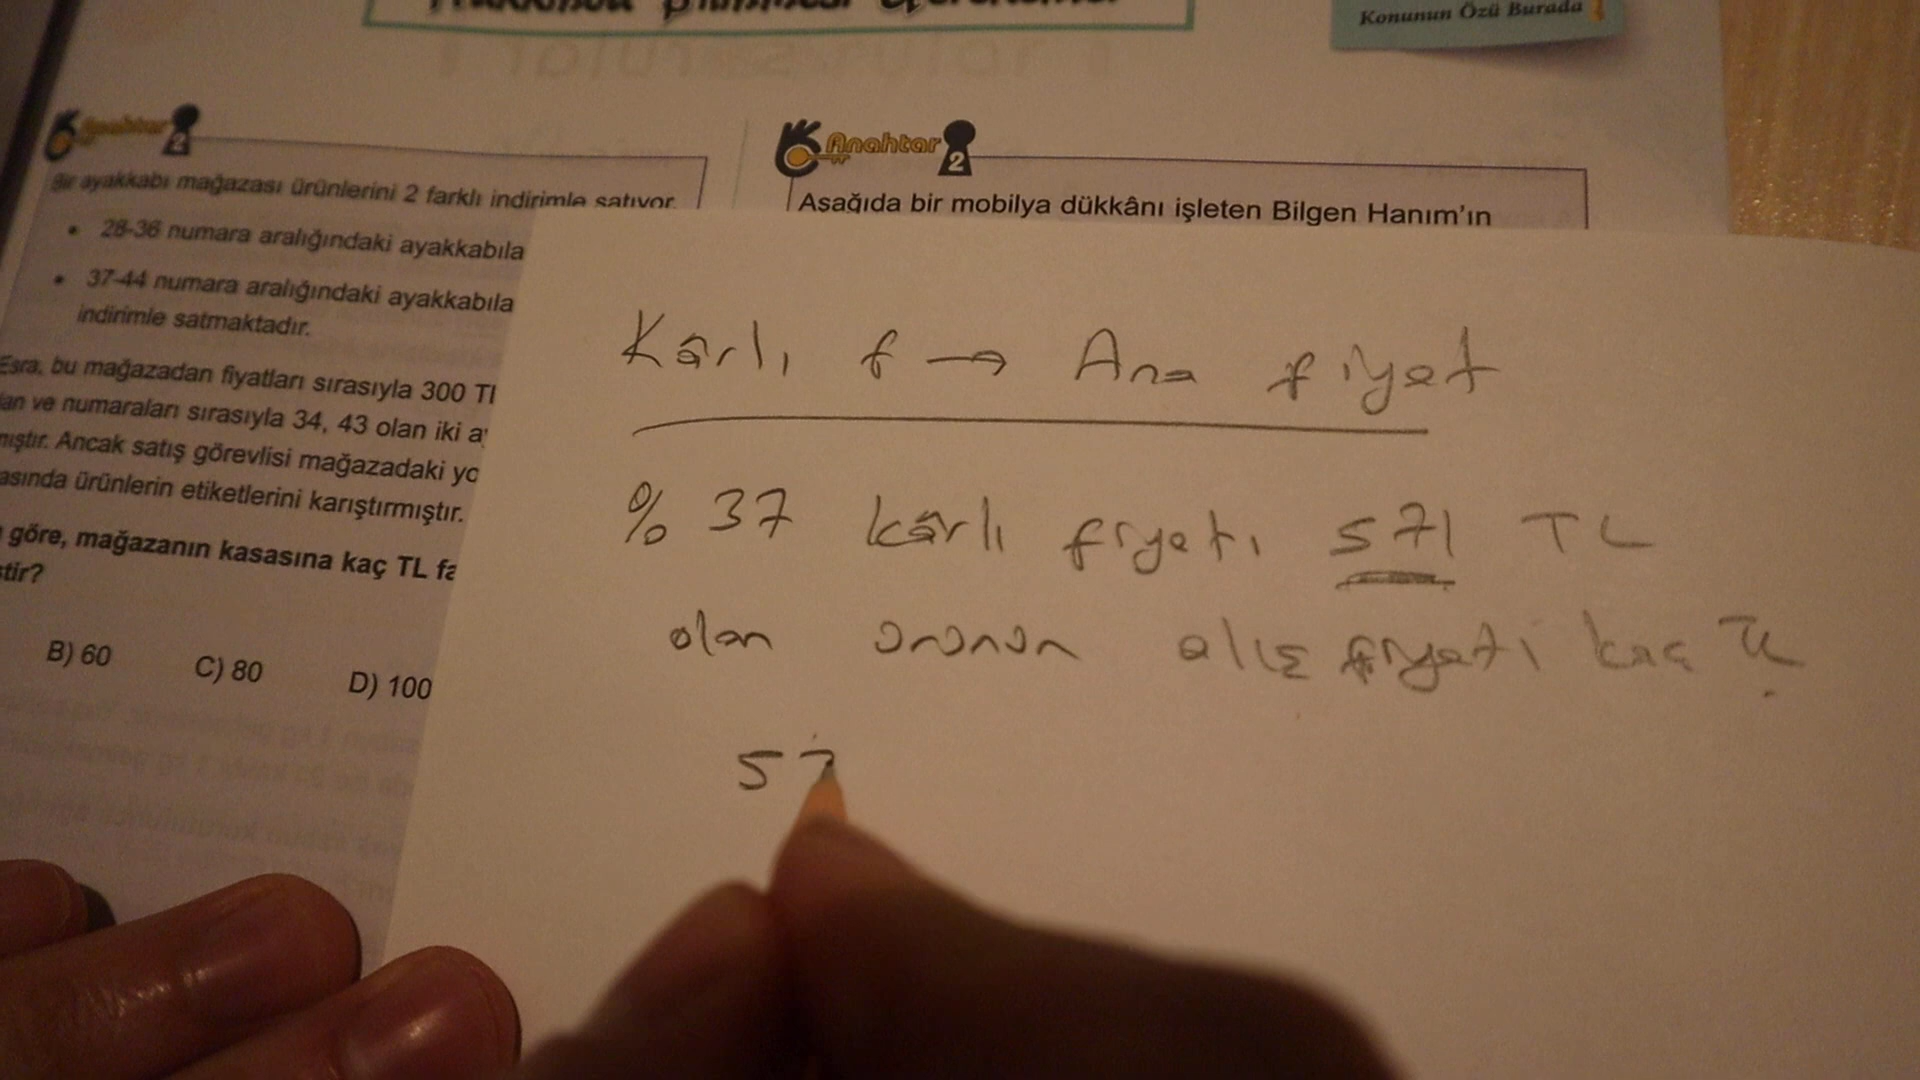 Konunun Özü Burada
Anahtar 2
Bir ayakkabı mağazası ürünlerini 2 farklı indirimle satıyor.
• 28-36 numara aralığındaki ayakkabıla
• 37-44 numara aralığındaki ayakkabıla
indirimle satmaktadır.
Esra, bu mağazadan fiyatları sırasıyla 300 TL
lan ve numaraları sırasıyla 34, 43 olan iki ay
mıştır. Ancak satış görevlisi mağazadaki yo
asında ürünlerin etiketlerini karıştırmıştır.
göre, mağazanın kasasına kaç TL fa
ştir?
B) 60 C) 80 D) 100
Anahtar 2
Aşağıda bir mobilya dükkânı işleten Bilgen Hanım'ın
Kârlı f → Ana fiyat
% 37 kârlı fiyatı 571 TL
olan ürünün alış fiyatı kaç TL
57